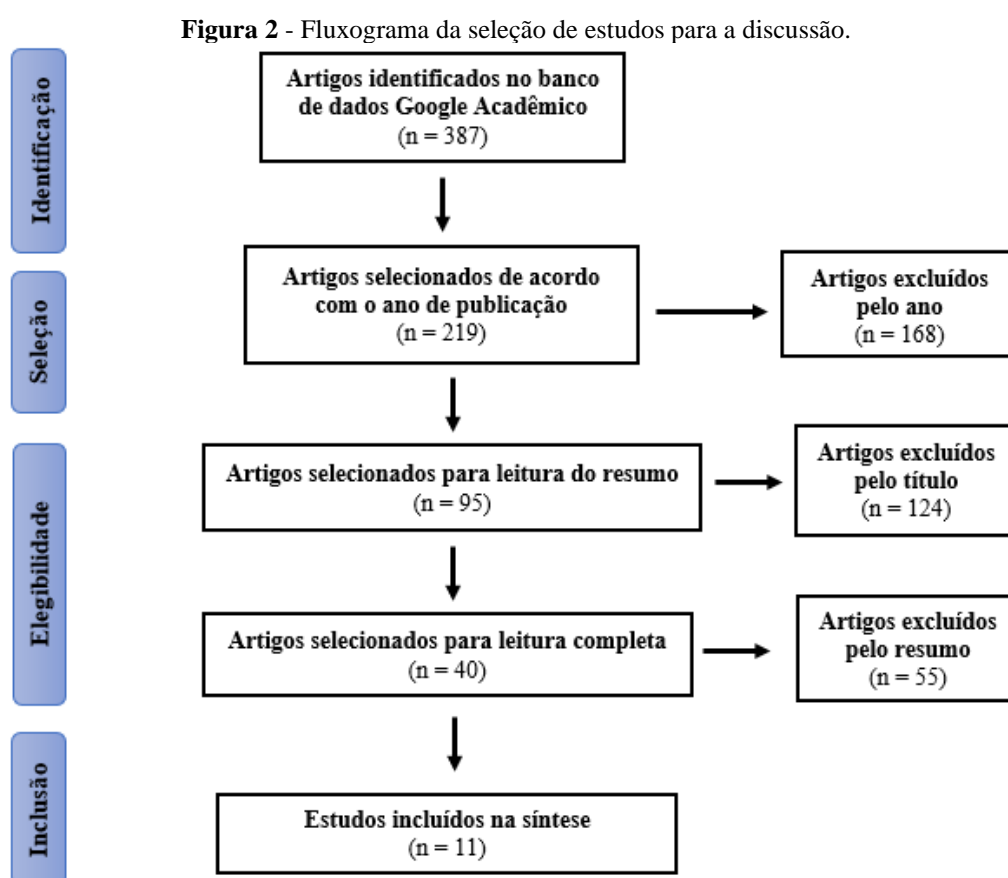 Figura 2 - Fluxograma da seleção de estudos para a discussão.
Identificação
Artigos identificados no banco
de dados Google Acadêmico
(n = 387)
Seleção
Artigos selecionados de acordo
com o ano de publicação
(n = 219)
Artigos excluídos
pelo ano
(n = 168)
Elegibilidade
Artigos selecionados para leitura do resumo
(n = 95)
Artigos excluídos
pelo título
(n = 124)
Artigos selecionados para leitura completa
(n = 40)
Artigos excluídos
pelo resumo
(n = 55)
Inclusão
Estudos incluídos na síntese
(n = 11)